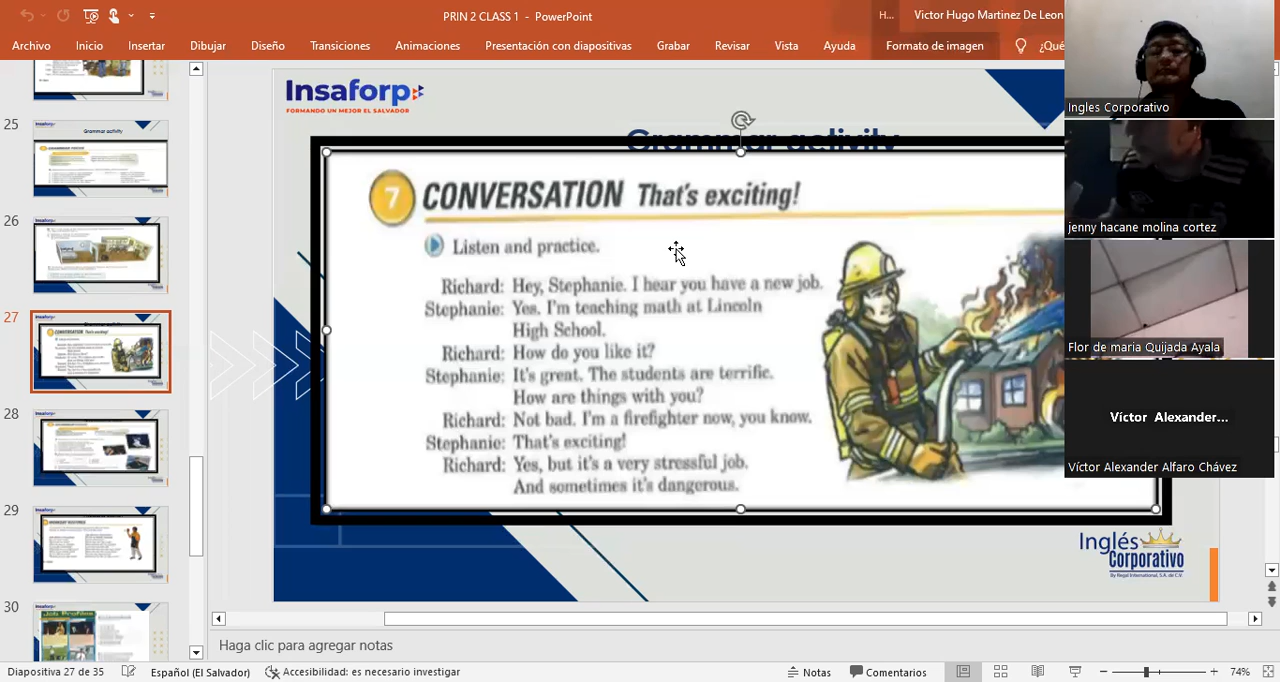 PRIN 2 CLASS 1 - PowerPoint
H...
Victor Hugo Martinez De Leon
Archivo Inicio Insertar Dibujar Diseño Transiciones Animaciones Presentación con diapositivas Grabar Revisar Vista Ayuda Formato de imagen ¿Qué
Insaforp
FORMANDO UN MEJOR EL SALVADOR
Grammar activity
7 CONVERSATION That's exciting!
Listen and practice.
Richard: Hey, Stephanie. I hear you have a new job.
Stephanie: Yes. I'm teaching math at Lincoln
High School.
Richard: How do you like it?
Stephanie: It's great. The students are terrific.
How are things with you?
Richard: Not bad. I'm a firefighter now, you know.
Stephanie: That's exciting!
Richard: Yes, but it's a very stressful job.
And sometimes it's dangerous.
Inglés
Corporativo
By Regal International, S.A. de C.V.
Ingles Corporativo
jenny hacane molina cortez
Flor de maria Quijada Ayala
Víctor Alexander...
Víctor Alexander Alfaro Chávez
25
Grammar activity
26
27
28
29
30
Job Profiles
Haga clic para agregar notas
Diapositiva 27 de 35 Español (El Salvador) Accesibilidad: es necesario investigar Notas Comentarios 74%